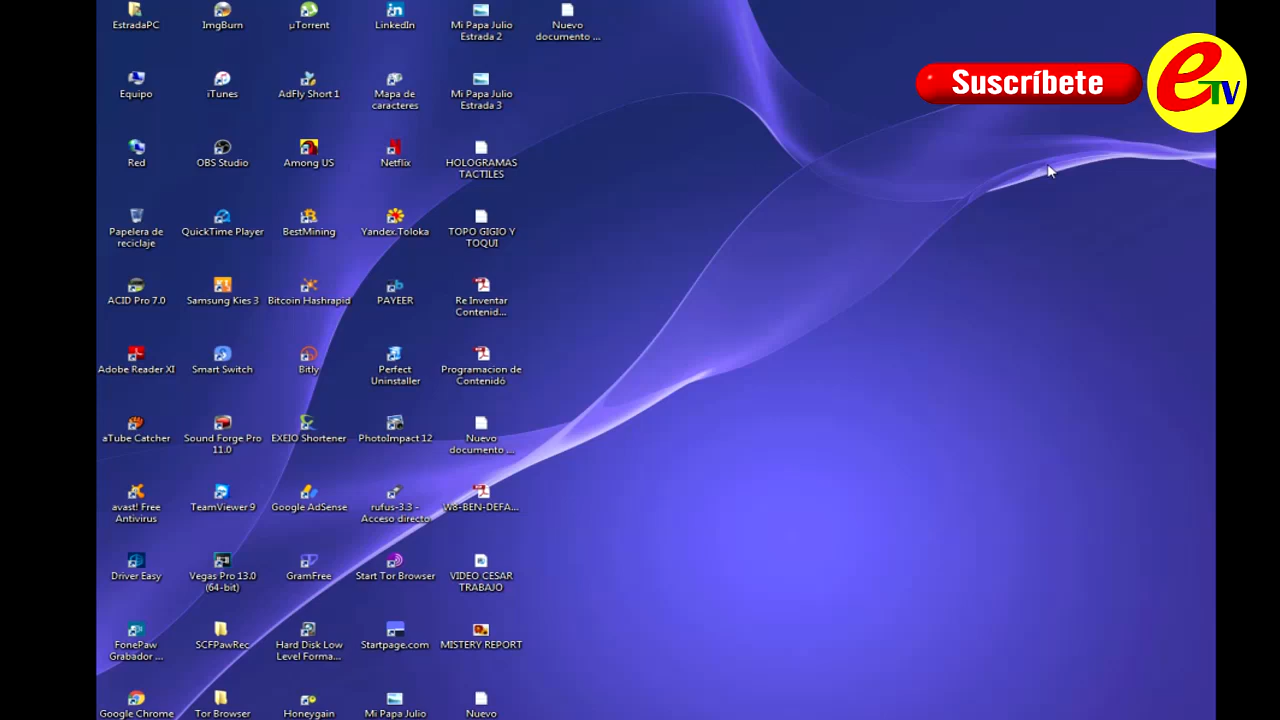 EstradaPC
ImgBurn
µTorrent
LinkedIn
Mi Papa Julio
Estrada 2
Nuevo
documento ...
Suscríbete
e
TV
Equipo
iTunes
AdFly Short 1
Mapa de
caracteres
Mi Papa Julio
Estrada 3
Red
OBS Studio
Among US
Netflix
HOLOGRAMAS
TACTILES
Papelera de
reciclaje
QuickTime Player
BestMining
Yandex.Toloka
TOPO GIGIO Y
TOQUI
ACID Pro 7.0
Samsung Kies 3
Bitcoin Hashrapid
PAYEER
Re Inventar
Contenid...
Adobe Reader XI
Smart Switch
Bitly
Perfect
Uninstaller
Programacion de
Contenidó
aTube Catcher
Sound Forge Pro
11.0
EXEIO Shortener
PhotoImpact 12
Nuevo
documento ...
avast! Free
Antivirus
TeamViewer 9
Google AdSense
rufus-3.3 -
Acceso directo
W8-BEN-DEFA...
Driver Easy
Vegas Pro 13.0
(64-bit)
GramFree
Start Tor Browser
VIDEO CESAR
TRABAJO
FonePaw
Grabador ...
SCFPawRec
Hard Disk Low
Level Forma...
Startpage.com
MISTERY REPORT
Google Chrome
Tor Browser
Honeygain
Mi Papa Julio
Nuevo